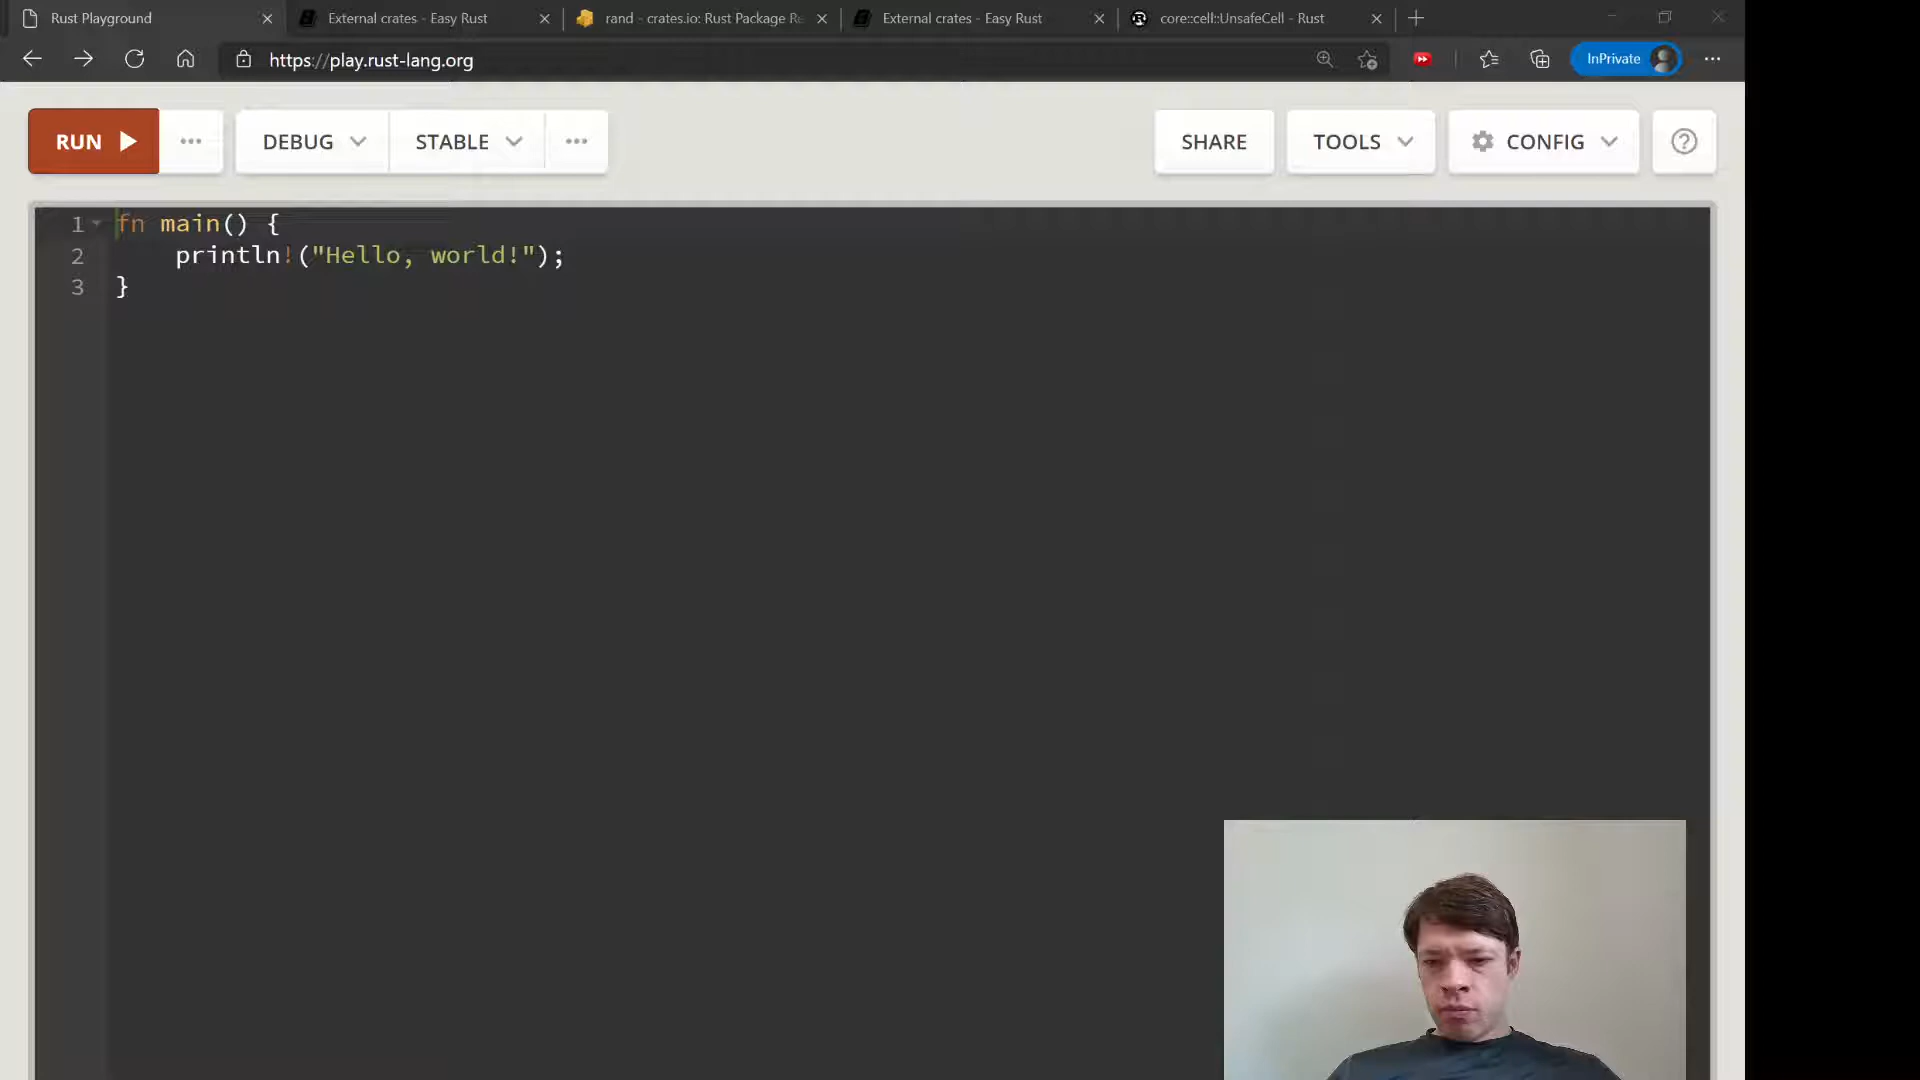 Rust Playground
External crates - Easy Rust
rand - crates.io: Rust Package Re
External crates - Easy Rust
core::cell::UnsafeCell - Rust
https://play.rust-lang.org
InPrivate
RUN
DEBUG
STABLE
SHARE
TOOLS
CONFIG
1 fn main() {
2 println!("Hello, world!");
3 }